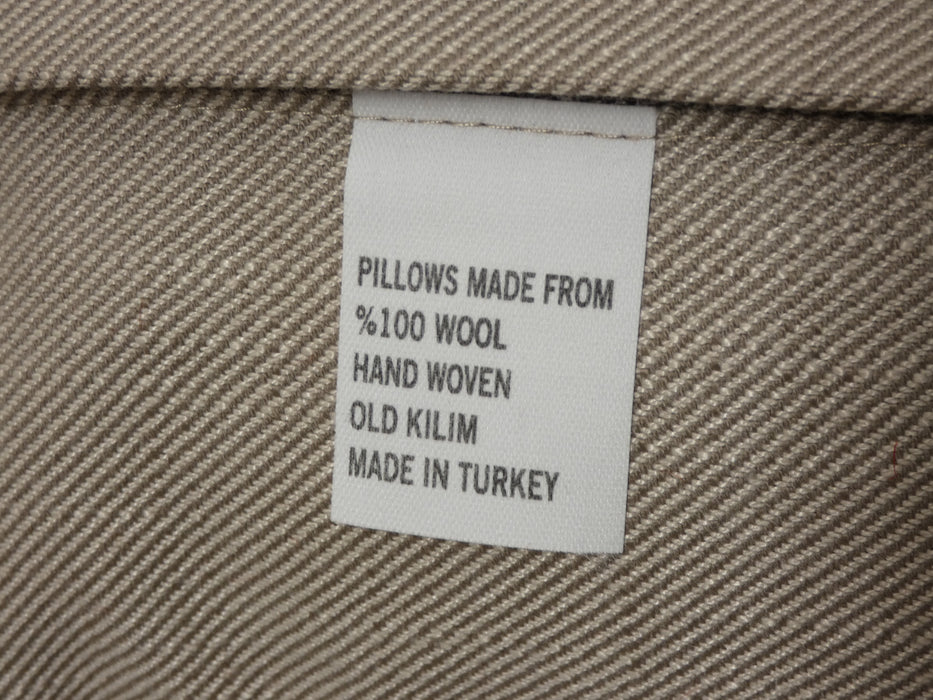 PILLOWS MADE FROM
%100 WOOL
HAND WOVEN
OLD KILIM
MADE IN TURKEY